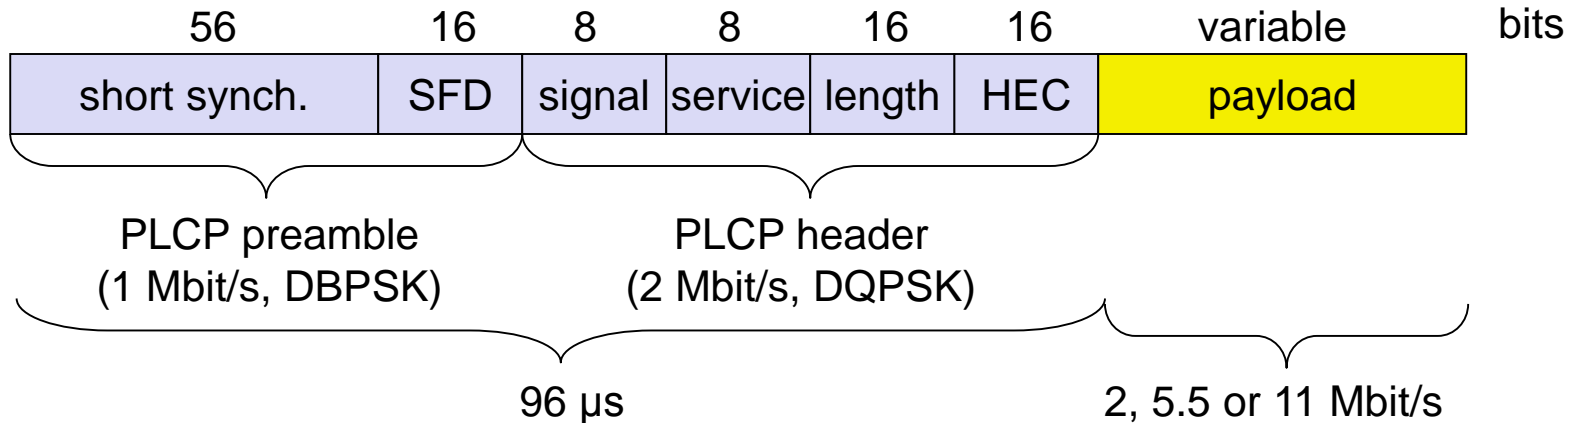 56 16 8 8 16 16 variable bits
short synch. SFD signal service length HEC payload
PLCP preamble PLCP header
(1 Mbit/s, DBPSK) (2 Mbit/s, DQPSK)
96 µs 2, 5.5 or 11 Mbit/s